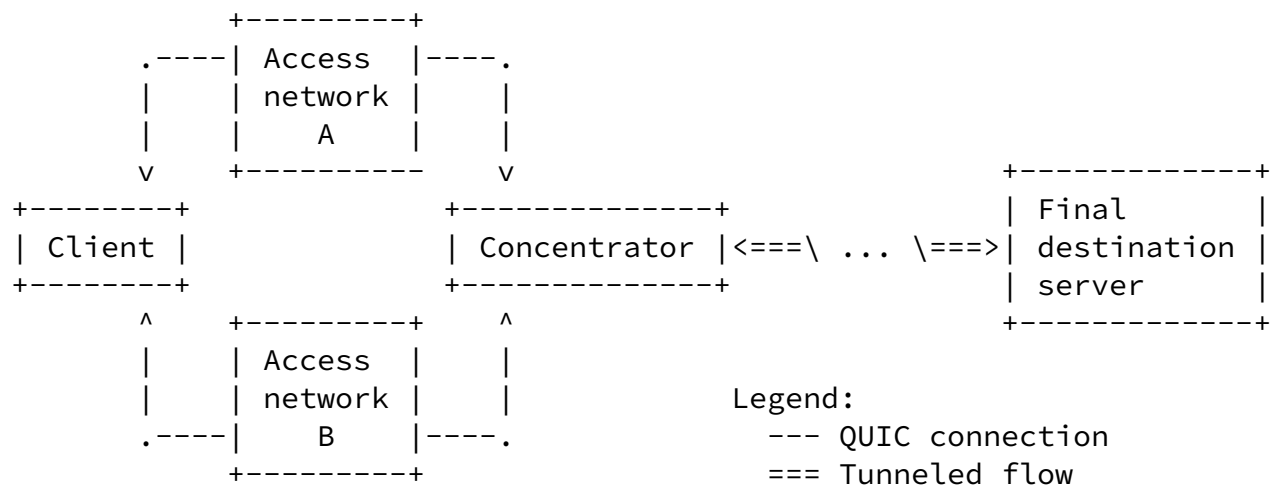 +---------+
        .----| Access  |----.
        |    | network |    |
        |    |    A    |    |
        v    +----------    v                            +-------------+
+--------+               +--------------+                | Final       |
| Client |               | Concentrator |<===\ ... \===>| destination |
+--------+               +--------------+                | server      |
        ^    +---------+    ^                            +-------------+
        |    | Access  |    |
        |    | network |    |            Legend:
        .----|    B    |----.              --- QUIC connection
             +---------+                   === Tunneled flow